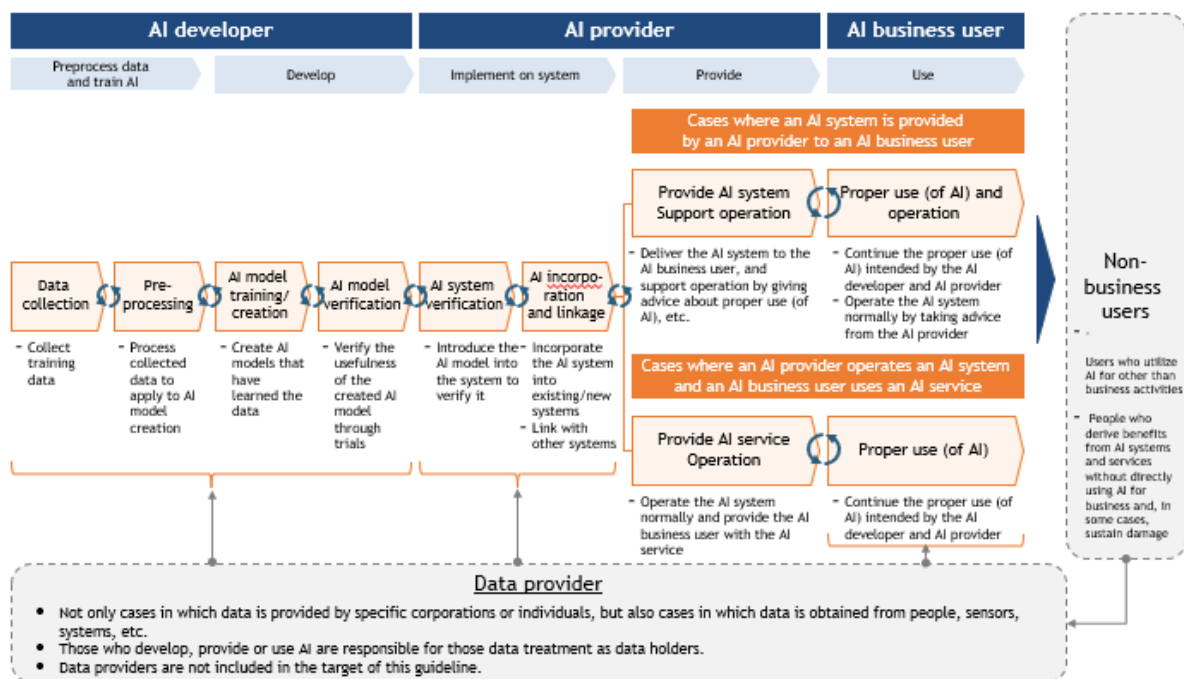 AI developer
AI provider
AI business user
Preprocess data
and train AI
Develop
Implement on system
Provide
Use
Cases where an AI system is provided
by an AI provider to an AI business user
Provide AI system
Support operation
Proper use (of AI) and
operation
- Deliver the AI system to the
AI business user, and
support operation by giving
advice about proper use (of
AI), etc.
- Continue the proper use (of
AI) intended by the AI
developer and AI provider
- Operate the AI system
normally by taking advice
from the AI provider
Data
collection
Pre-
processing
AI model
training/
creation
AI model
verification
AI system
verification
AI incorpo-
ration
and linkage
- Collect
training
data
- Process
collected
data to
apply to AI
model
creation
- Create AI
models that
have
learned the
data
- Verify the
usefulness
of the
created AI
model
through
trials
- Introduce the
AI model into
the system to
verify it
- Incorporate
the AI system
into
existing/new
systems
- Link with
other systems
Cases where an AI provider operates an AI system
and an AI business user uses an AI service
Provide AI service
Operation
Proper use (of AI)
- Operate the AI system
normally and provide the AI
business user with the AI
service
- Continue the proper use (of
AI) intended by the AI
developer and AI provider
Non-
business
users
- .
Users who utilize
AI for other than
business activities
- People who
derive benefits
from AI systems
and services
without directly
using AI for
business and, in
some cases,
sustain damage
Data provider
• Not only cases in which data is provided by specific corporations or individuals, but also cases in which data is obtained from people, sensors,
systems, etc.
• Those who develop, provide or use AI are responsible for those data treatment as data holders.
• Data providers are not included in the target of this guideline.